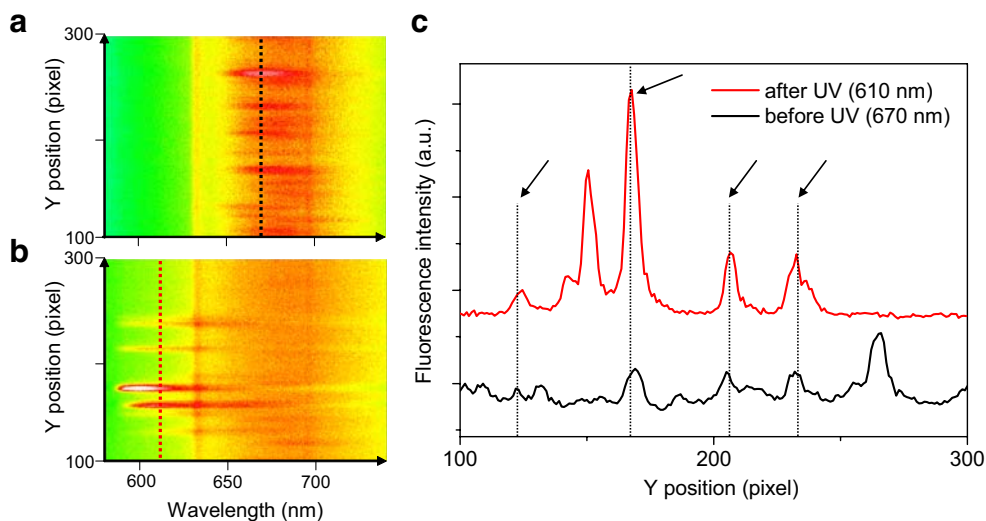 a
300
Y position (pixel)
100
b
300
Y position (pixel)
100
600
650
700
Wavelength (nm)
c
after UV (610 nm)
before UV (670 nm)
Fluorescence intensity (a.u.)
100
200
300
Y position (pixel)